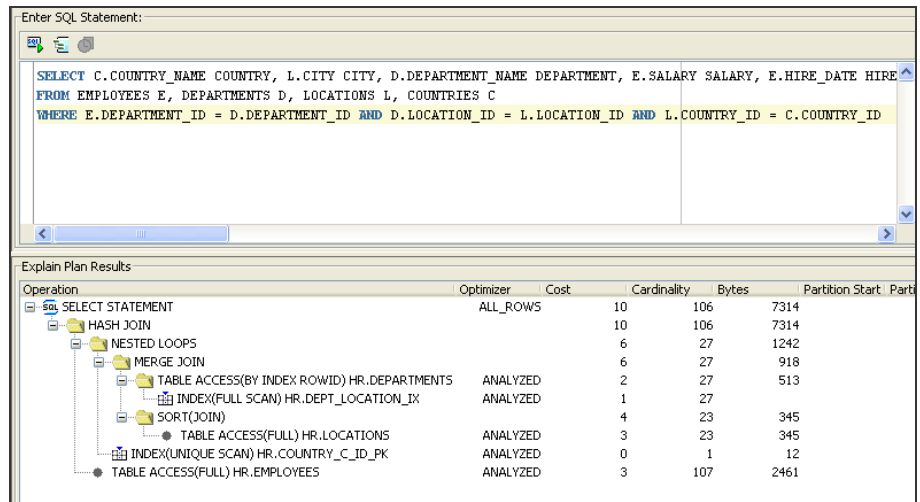 Enter SQL Statement:
SELECT C.COUNTRY_NAME COUNTRY, L.CITY CITY, D.DEPARTMENT_NAME DEPARTMENT, E.SALARY SALARY, E.HIRE_DATE HIRE
FROM EMPLOYEES E, DEPARTMENTS D, LOCATIONS L, COUNTRIES C
WHERE E.DEPARTMENT_ID = D.DEPARTMENT_ID AND D.LOCATION_ID = L.LOCATION_ID AND L.COUNTRY_ID = C.COUNTRY_ID
Explain Plan Results
Operation Optimizer Cost Cardinality Bytes Partition Start Parti
SQL SELECT STATEMENT ALL_ROWS 10 106 7314
HASH JOIN 10 106 7314
NESTED LOOPS 6 27 1242
MERGE JOIN 6 27 918
TABLE ACCESS(BY INDEX ROWID) HR.DEPARTMENTS ANALYZED 2 27 513
INDEX(FULL SCAN) HR.DEPT_LOCATION_IX ANALYZED 1 27
SORT(JOIN) 4 23 345
TABLE ACCESS(FULL) HR.LOCATIONS ANALYZED 3 23 345
INDEX(UNIQUE SCAN) HR.COUNTRY_C_ID_PK ANALYZED 0 1 12
TABLE ACCESS(FULL) HR.EMPLOYEES ANALYZED 3 107 2461